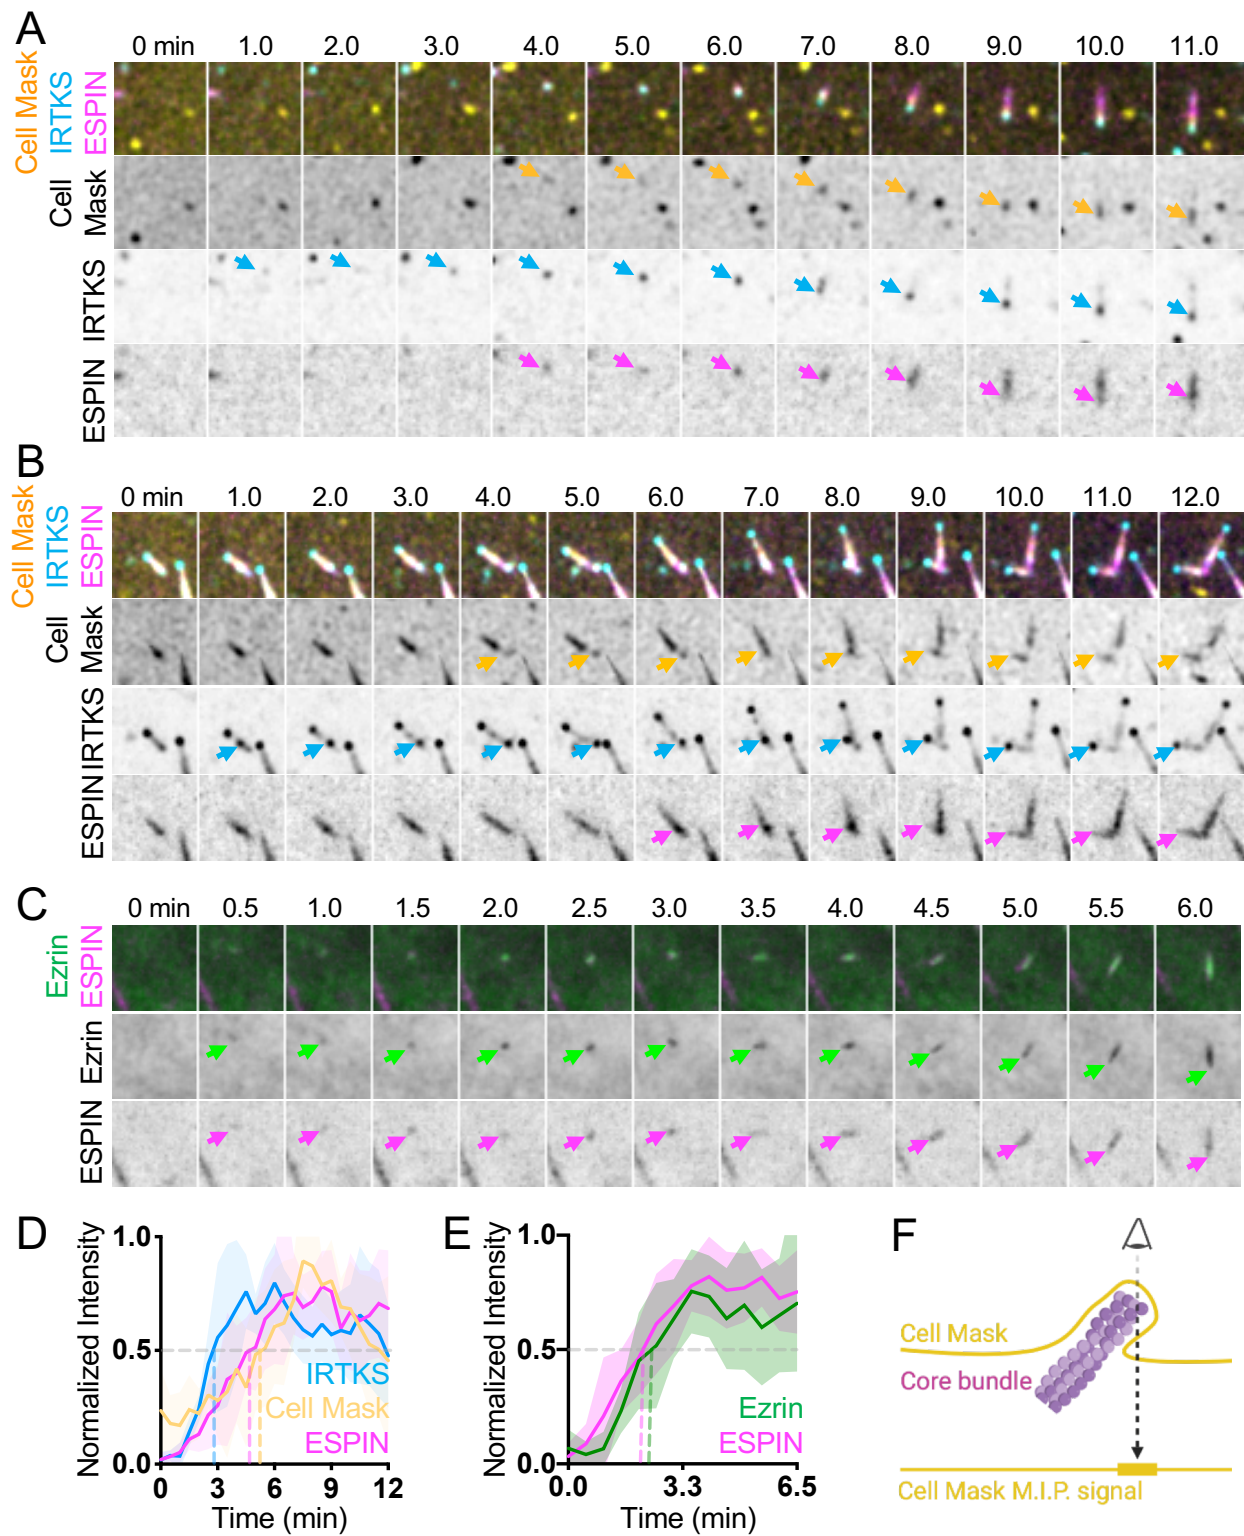 A
0 min 1.0 2.0 3.0 4.0 5.0 6.0 7.0 8.0 9.0 10.0 11.0
Cell Mask
IRTKS
ESPIN
Cell
Mask
IRTKS
ESPIN
B
0 min 1.0 2.0 3.0 4.0 5.0 6.0 7.0 8.0 9.0 10.0 11.0 12.0
Cell Mask
IRTKS
ESPIN
Cell
Mask
IRTKS
ESPIN
C
0 min 0.5 1.0 1.5 2.0 2.5 3.0 3.5 4.0 4.5 5.0 5.5 6.0
Ezrin
ESPIN
Ezrin
ESPIN
D
Normalized Intensity
1.0
0.5
0.0
IRTKS
Cell Mask
ESPIN
0 3 6 9 12
Time (min)
E
Normalized Intensity
1.0
0.5
0.0
Ezrin
ESPIN
0.0 3.3 6.5
Time (min)
F
Cell Mask
Core bundle
Cell Mask M.I.P. signal